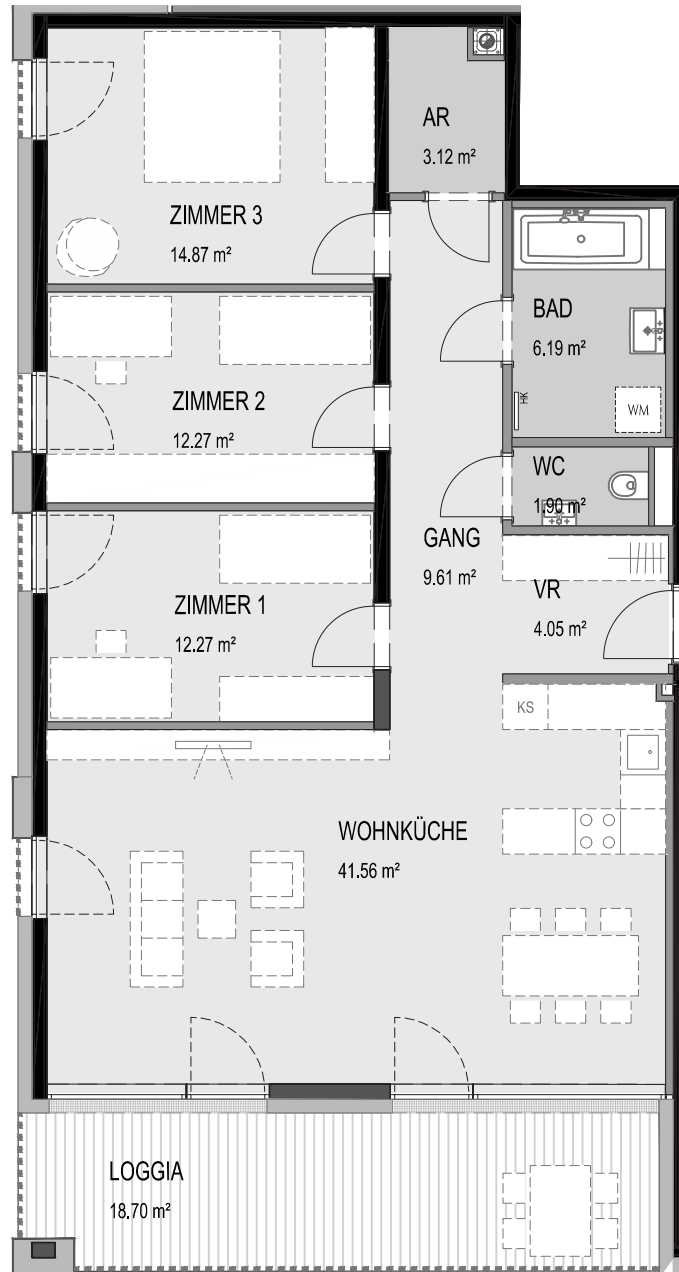 AR
3.12 m²
ZIMMER 3
14.87 m²
BAD
6.19 m²
HK
WM
ZIMMER 2
12.27 m²
WC
1.90 m²
GANG
9.61 m²
VR
4.05 m²
ZIMMER 1
12.27 m²
KS
WOHNKÜCHE
41.56 m²
LOGGIA
18.70 m²